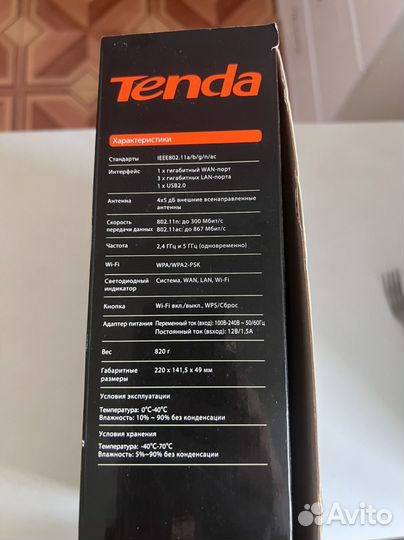 Tenda
Характеристики
Стандарты IEEE802.11a/b/g/n/ac
Интерфейс 1 x гигабитный WAN-порт
3 x гигабитных LAN-порта
1 x USB2.0
Антенна 4x5 дБ внешние всенаправленные
антенны
Скорость 802.11n: до 300 Мбит/с
передачи данных 802.11ac: до 867 Мбит/с
Частота 2,4 ГГц и 5 ГГц (одновременно)
Wi-Fi WPA/WPA2-PSK
Светодиодный Система, WAN, LAN, Wi-Fi
индикатор
Кнопка Wi-Fi вкл./выкл., WPS/Сброс
Адаптер питания Переменный ток (вход): 100В-240В ~ 50/60Гц
Постоянный ток (выход): 12В/1,5А
Вес 820 г
Габаритные 220 x 141,5 x 49 мм
размеры
Условия эксплуатации
Температура: 0℃-40℃
Влажность: 10% ~ 90% без конденсации
Условия хранения
Температура: -40℃-70℃
Влажность: 5%~90% без конденсации
Avito